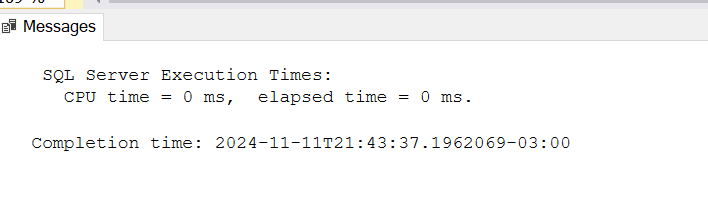 Messages
SQL Server Execution Times:
CPU time = 0 ms,  elapsed time = 0 ms.
Completion time: 2024-11-11T21:43:37.1962069-03:00